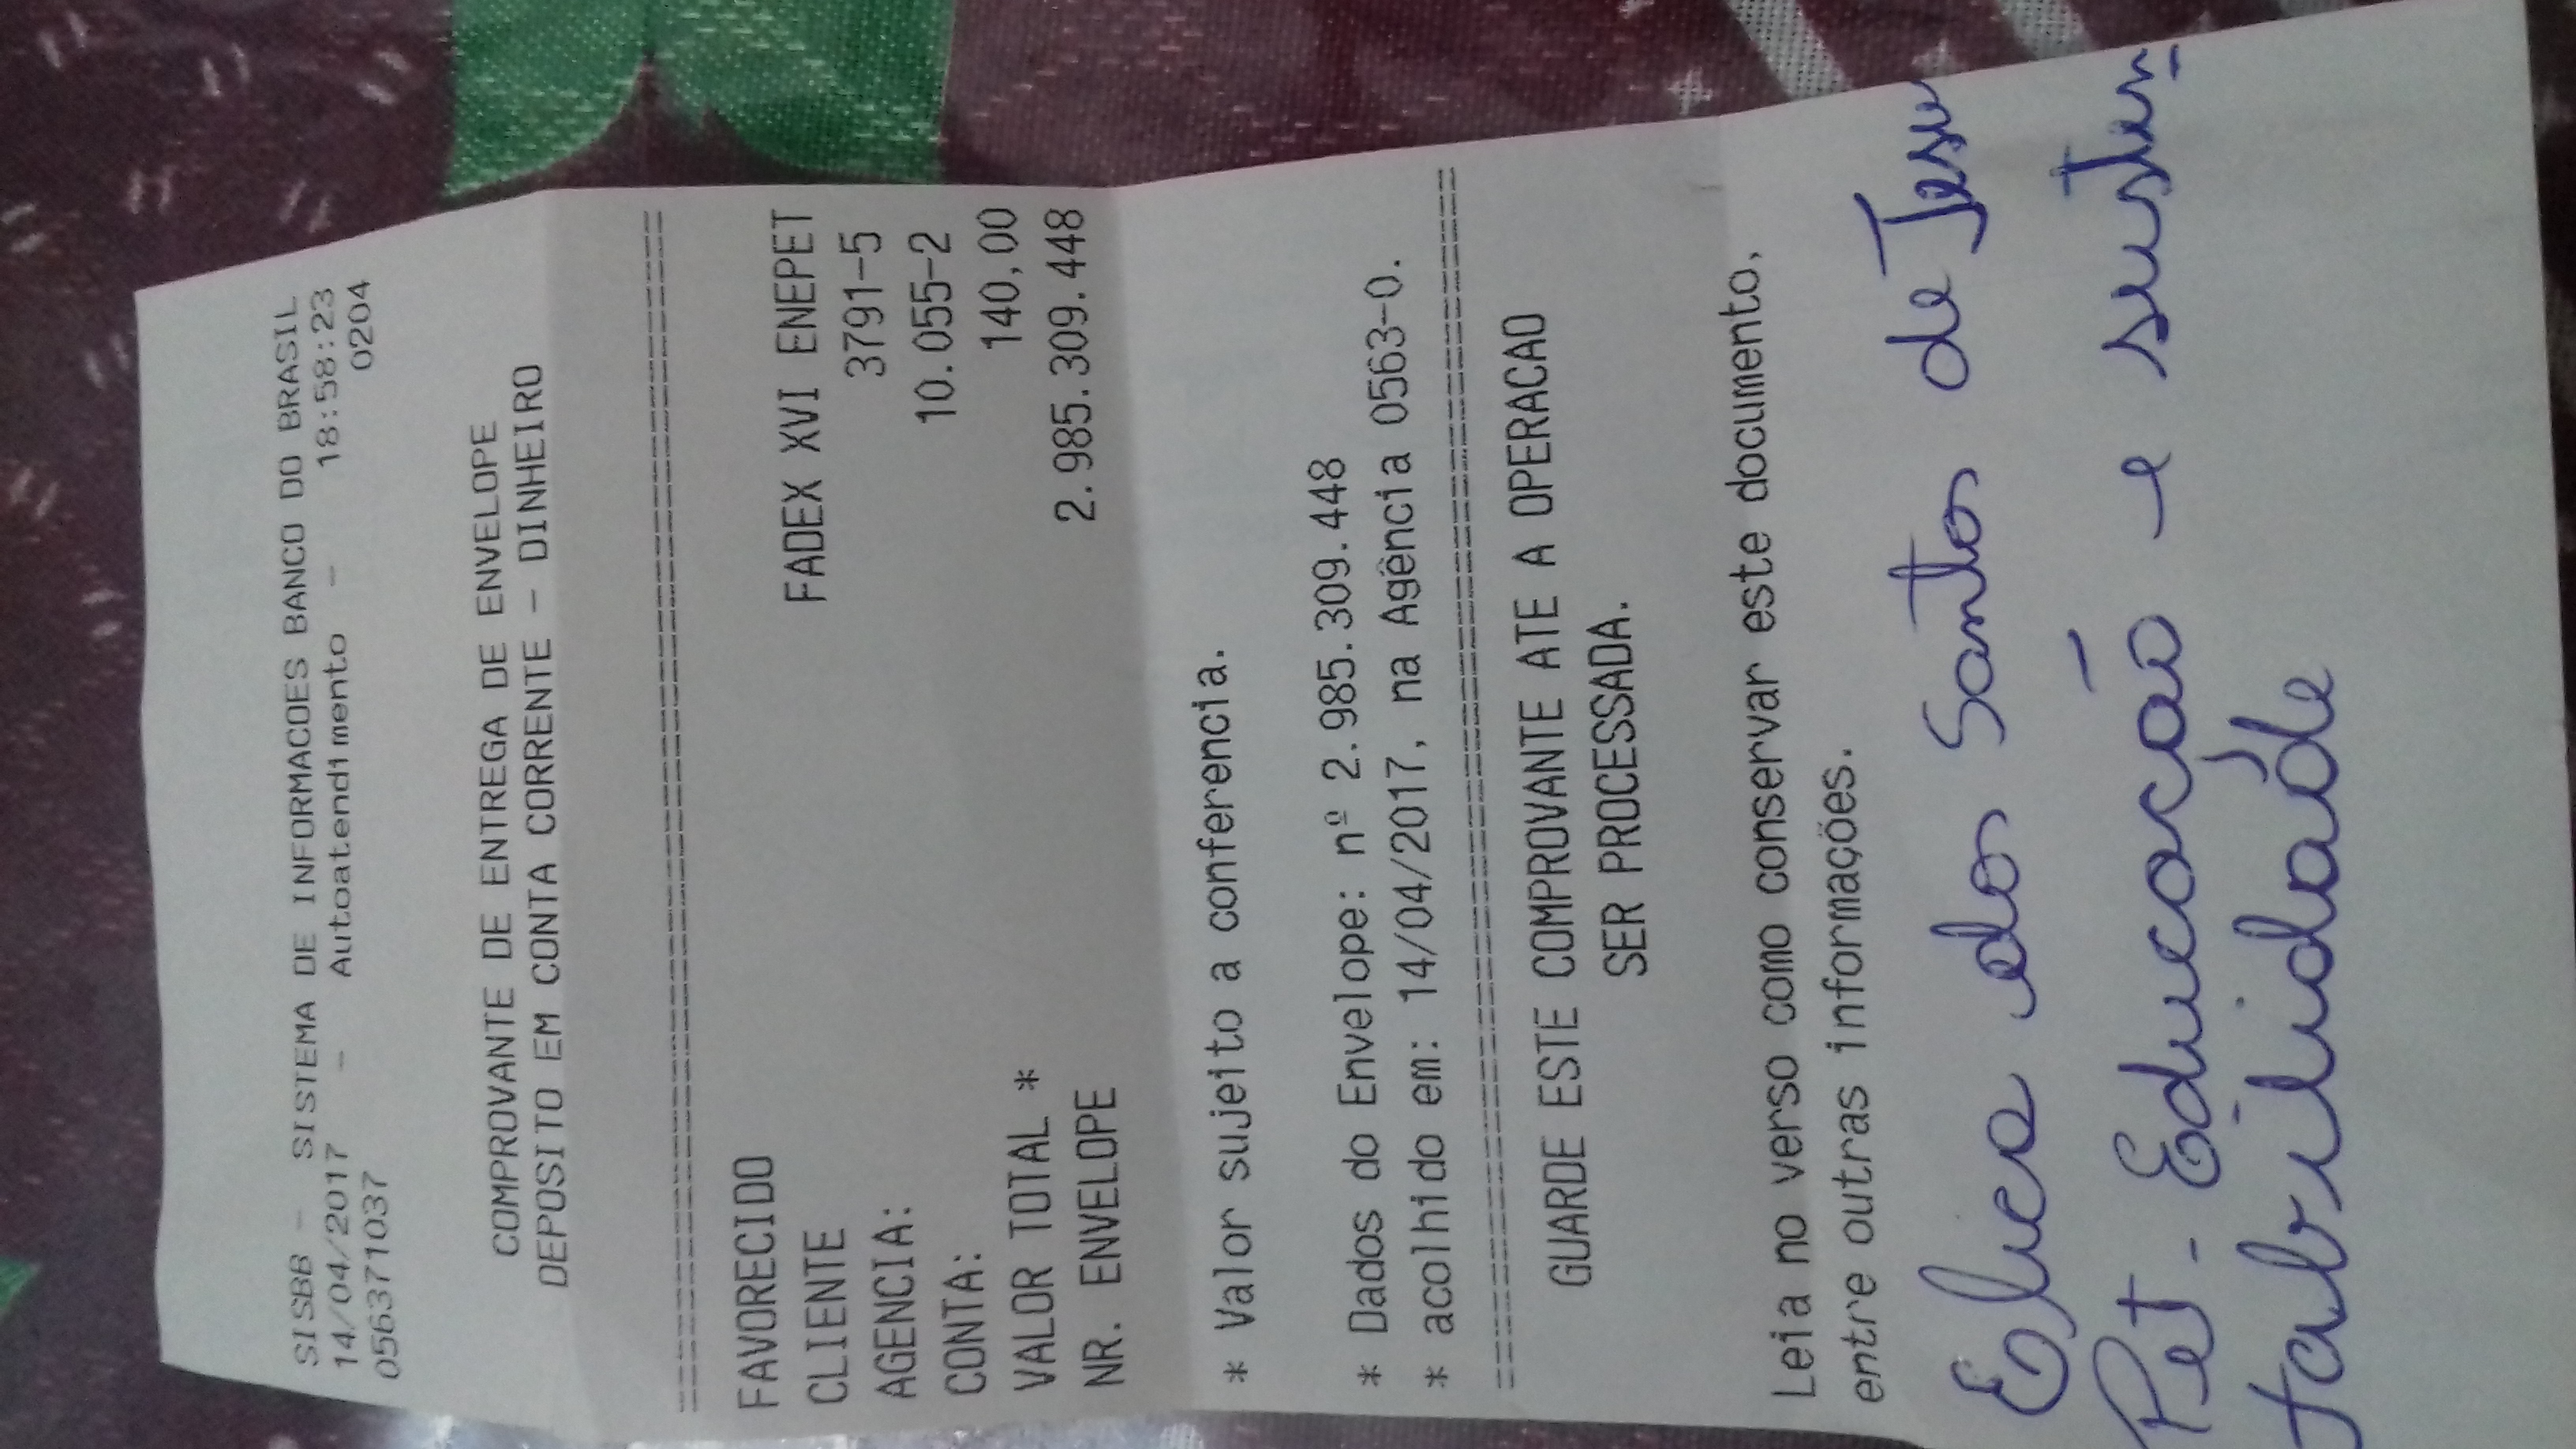 SISBB - SISTEMA DE INFORMACOES BANCO DO BRASIL
14/04/2017 - Autoatendimento - 18:58:23
056371037 0204
COMPROVANTE DE ENTREGA DE ENVELOPE
DEPOSITO EM CONTA CORRENTE - DINHEIRO
FAVORECIDO
CLIENTE FADEX XVI ENEPET
AGENCIA: 3791-5
CONTA: 10.055-2
VALOR TOTAL * 140,00
NR. ENVELOPE 2.985.309.448
* Valor sujeito a conferencia.
* Dados do Envelope: nº 2.985.309.448
* acolhido em: 14/04/2017, na Agência 0563-0.
GUARDE ESTE COMPROVANTE ATE A OPERACAO
SER PROCESSADA.
Leia no verso como conservar este documento,
entre outras informações.
Elica dos Santos de Jesus
Pet - Educação e susten
tabilidade